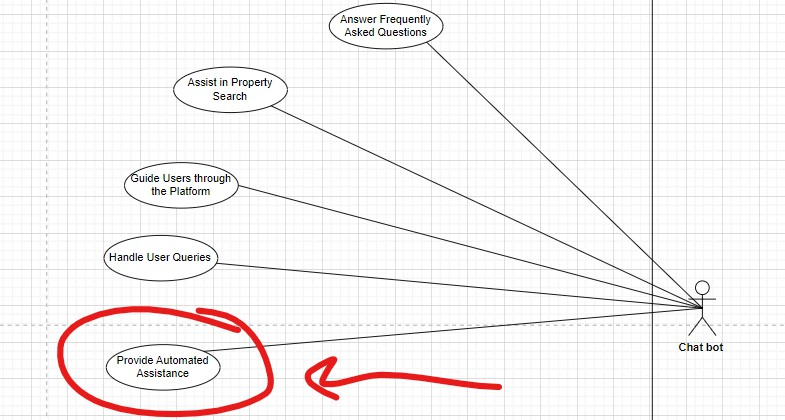 Answer Frequently
Asked Questions
Assist in Property
Search
Guide Users through
the Platform
Handle User Queries
Provide Automated
Assistance
Chat bot